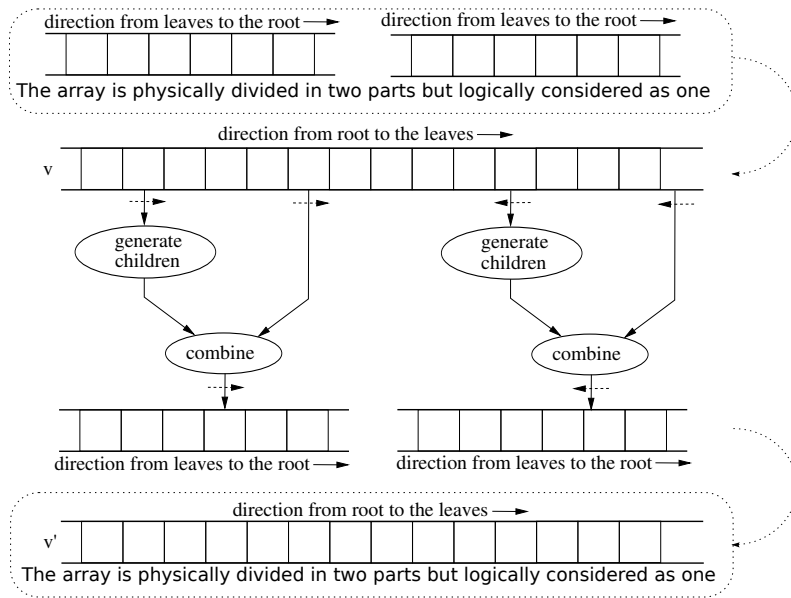 direction from leaves to the root
direction from leaves to the root
The array is physically divided in two parts but logically considered as one
direction from root to the leaves
v
generate
children
generate
children
combine
combine
direction from leaves to the root
direction from leaves to the root
direction from root to the leaves
v'
The array is physically divided in two parts but logically considered as one